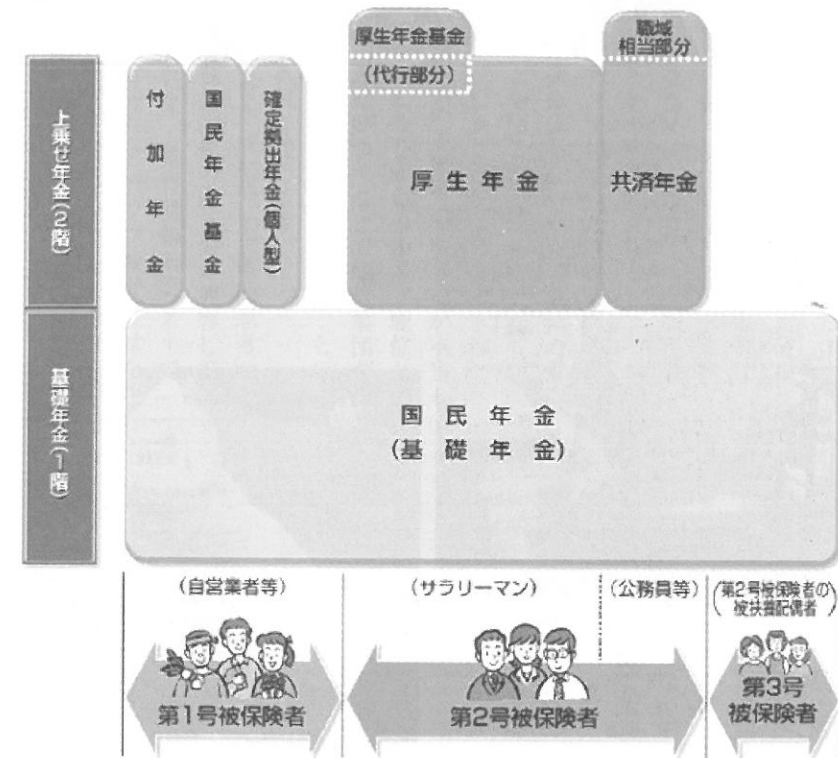 厚生年金基金
(代行部分)
職域
相当部分
上乗せ年金(2階)
付加年金
国民年金基金
確定拠出年金(個人型)
厚生年金
共済年金
基礎年金(1階)
国民年金
(基礎年金)
(自営業者等)
(サラリーマン)
(公務員等)
(第2号被保険者の
被扶養配偶者)
第1号被保険者
第2号被保険者
第3号
被保険者